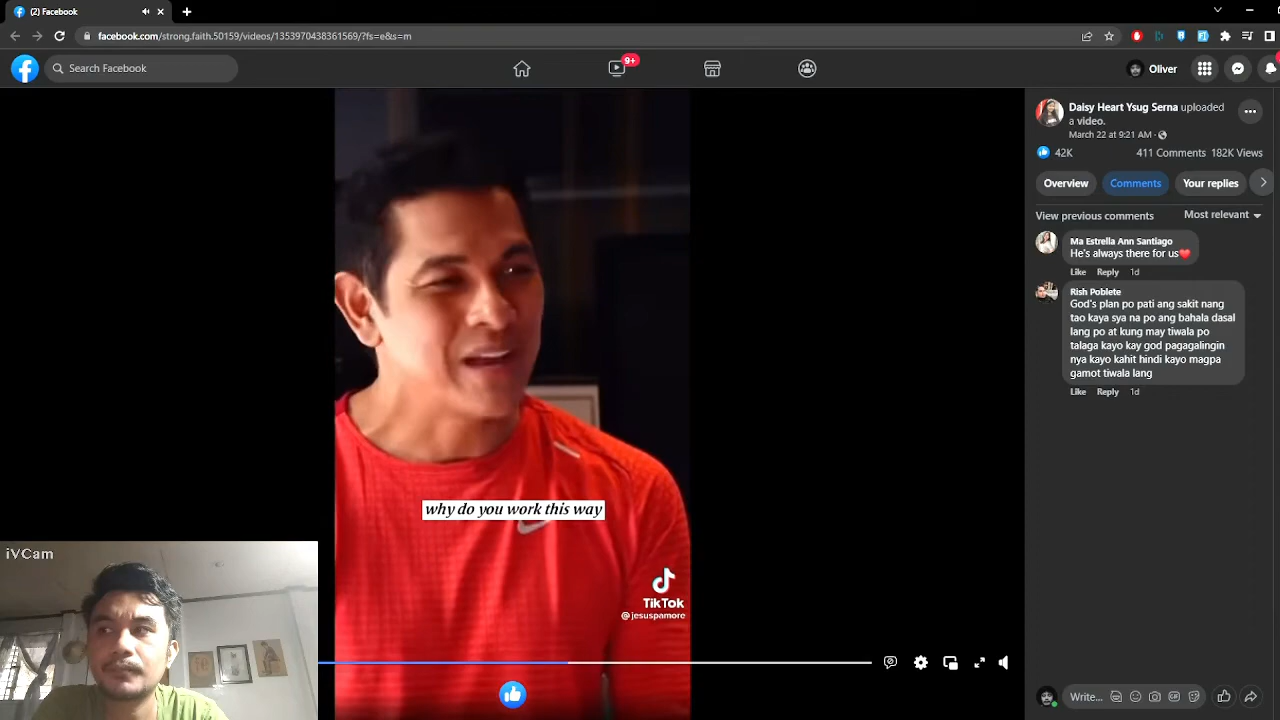 (2) Facebook
facebook.com/strong.faith.50159/videos/1353970438361569/?fs=e&s=m
Search Facebook
9+
Oliver
Daisy Heart Ysug Serna uploaded
a video.
March 22 at 9:21 AM ·
42K
411 Comments 182K Views
Overview
Comments
Your replies
View previous comments
Most relevant
Ma Estrella Ann Santiago
He's always there for us
Like Reply 1d
Rish Poblete
God's plan po pati ang sakit nang
tao kaya sya na po ang bahala dasal
lang po at kung may tiwala po
talaga kayo kay god pagagalingin
nya kayo kahit hindi kayo magpa
gamot tiwala lang
Like Reply 1d
why do you work this way
TikTok
@jesuspamore
iVCam
Write...
GIF